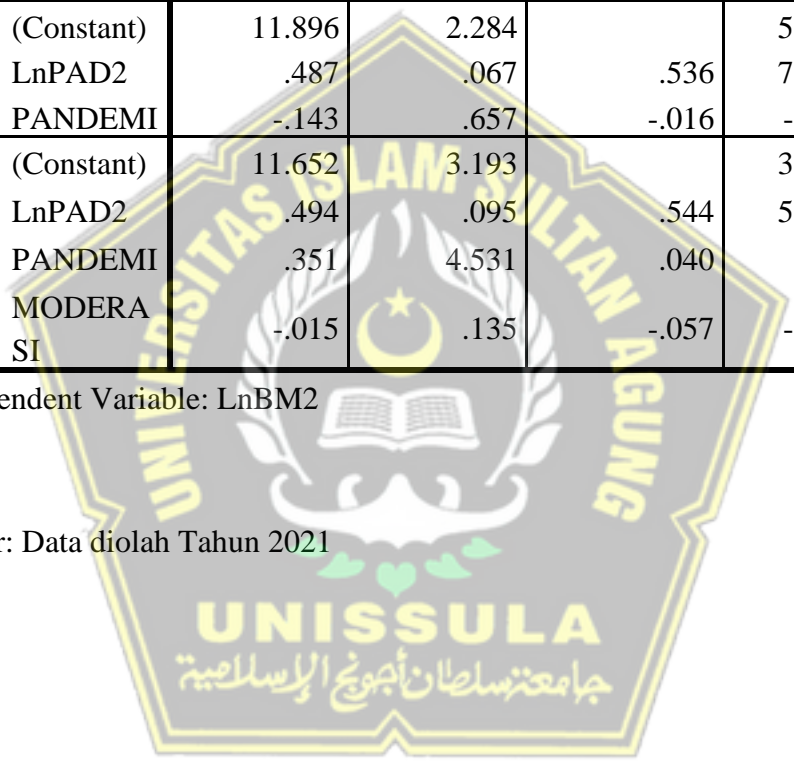 (Constant) 11.896 2.284 5
LnPAD2 .487 .067 .536 7
PANDEMI -.143 .657 -.016 -
(Constant) 11.652 3.193 3
LnPAD2 .494 .095 .544 5
PANDEMI .351 4.531 .040
MODERA
SI -.015 .135 -.057 -
endent Variable: LnBM2
r: Data diolah Tahun 2021
UNIVERSITAS ISLAM SULTAN AGUNG
UNISSULA
جامعتسلطان أجونج الإسلامية